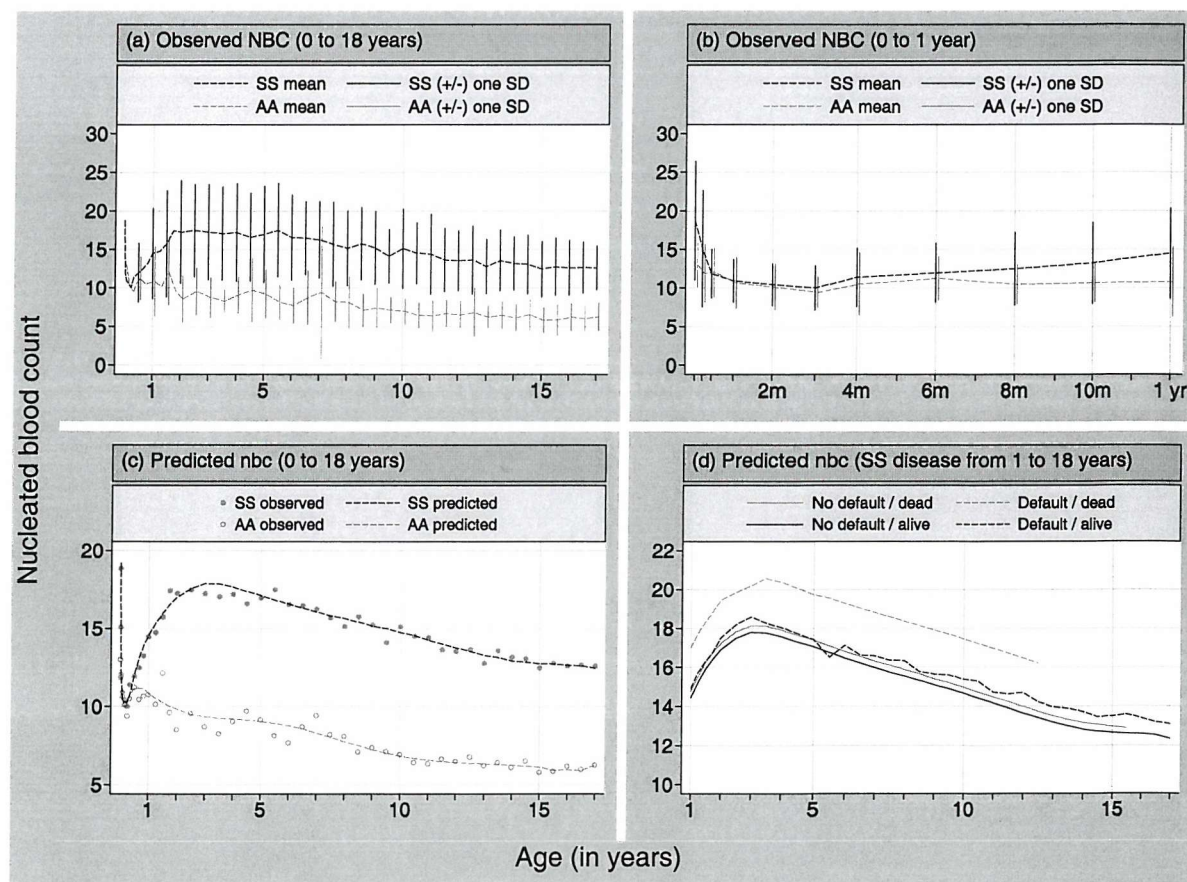 Nucleated blood count
(a) Observed NBC (0 to 18 years)
SS mean SS (+/-) one SD
AA mean AA (+/-) one SD
30
25
20
15
10
5
0
1 5 10 15
(b) Observed NBC (0 to 1 year)
SS mean SS (+/-) one SD
AA mean AA (+/-) one SD
30
25
20
15
10
5
0
2m 4m 6m 8m 10m 1 yr
(c) Predicted nbc (0 to 18 years)
SS observed SS predicted
AA observed AA predicted
20
15
10
5
1 5 10 15
(d) Predicted nbc (SS disease from 1 to 18 years)
No default / dead Default / dead
No default / alive Default / alive
22
20
18
16
14
12
10
1 5 10 15
Age (in years)